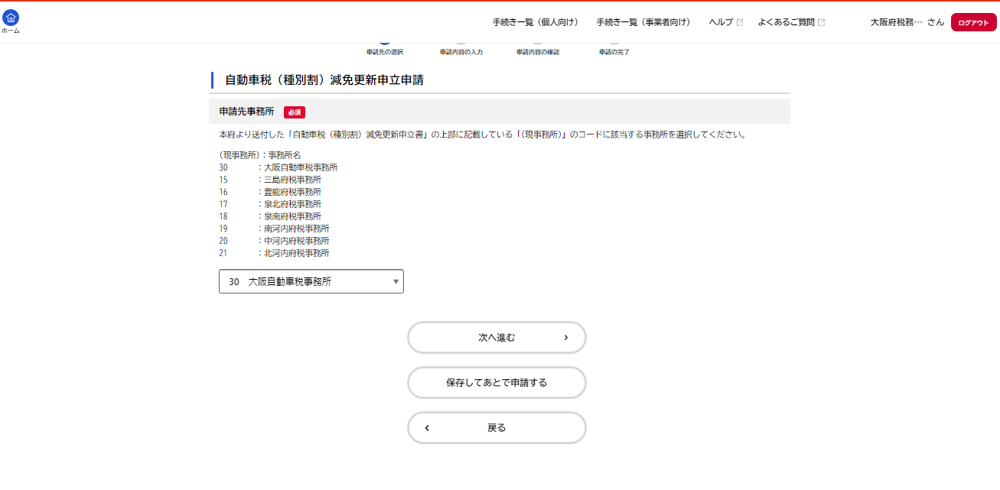 ホーム
手続き一覧（個人向け）
手続き一覧（事業者向け）
ヘルプ
よくあるご質問
大阪府税務… さん
ログアウト
申請先の選択
申請内容の入力
申請内容の確認
申請の完了
自動車税（種別割）減免更新申立申請
申請先事務所 必須
本府より送付した「自動車税（種別割）減免更新申立書」の上部に記載している「（現事務所）」のコードに該当する事務所を選択してください。
（現事務所）：事務所名
30 ：大阪自動車税事務所
15 ：三島府税事務所
16 ：豊能府税事務所
17 ：泉北府税事務所
18 ：泉南府税事務所
19 ：南河内府税事務所
20 ：中河内府税事務所
21 ：北河内府税事務所
30　大阪自動車税事務所
次へ進む
保存してあとで申請する
戻る